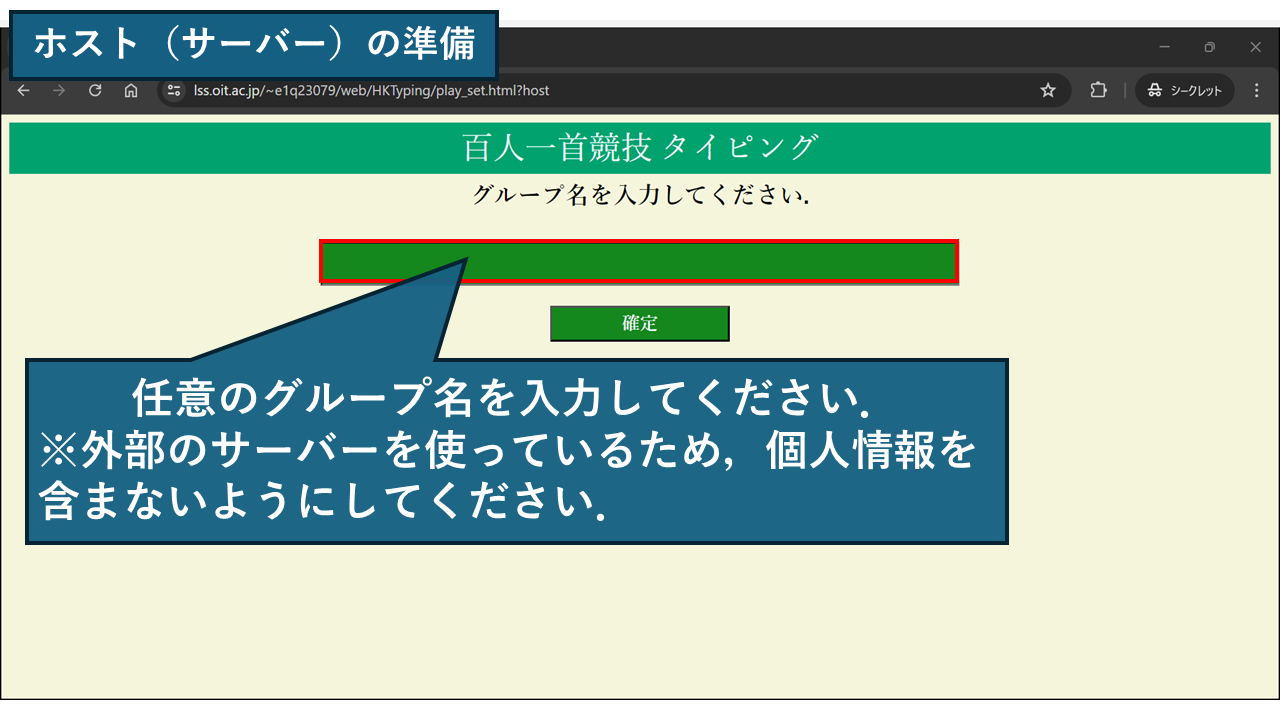 ホスト（サーバー）の準備
lss.oit.ac.jp/~e1q23079/web/HKTyping/play_set.html?host
シークレット
百人一首競技 タイピング
グループ名を入力してください.
確定
任意のグループ名を入力してください．
※外部のサーバーを使っているため，個人情報を
含まないようにしてください．